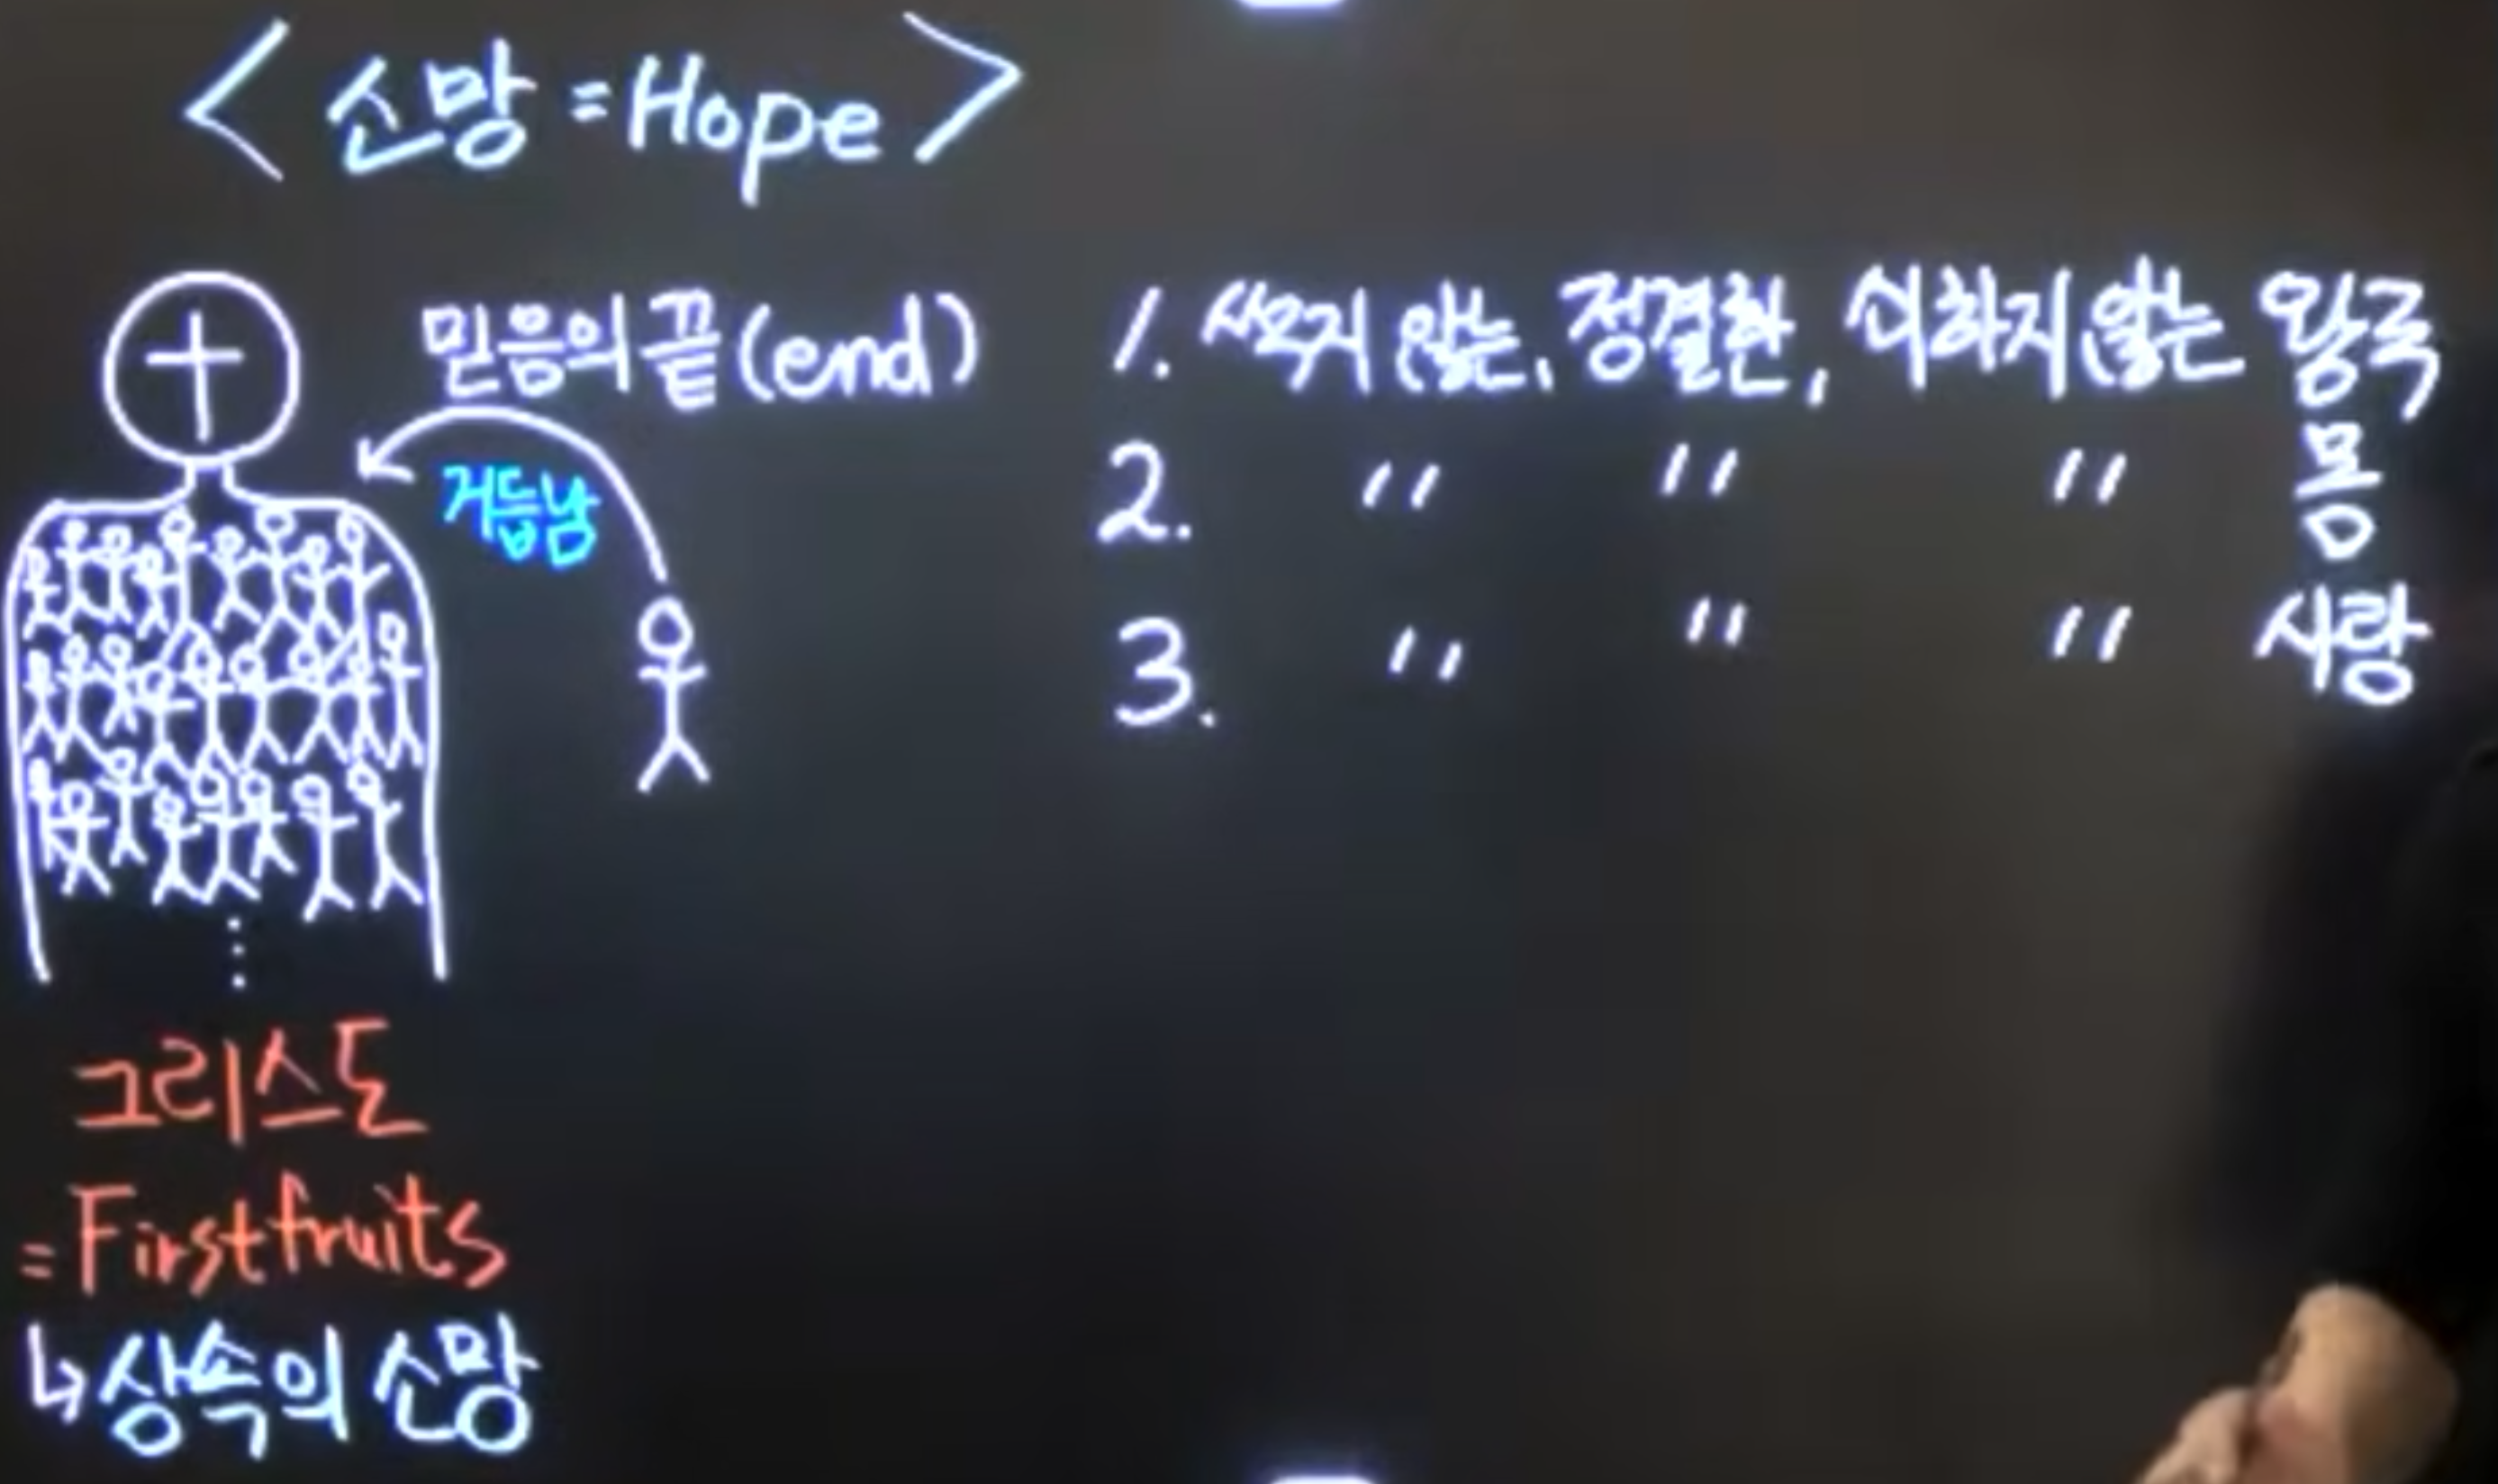 < 소망 = Hope >
믿음의 끝(end)
거듭남
1. 썩지 않는, 정결한, 쇠하지 않는 왕국
2. 〃 〃 〃 몸
3. 〃 〃 〃 사랑
그리스도
= Firstfruits
↳ 상속의 소망